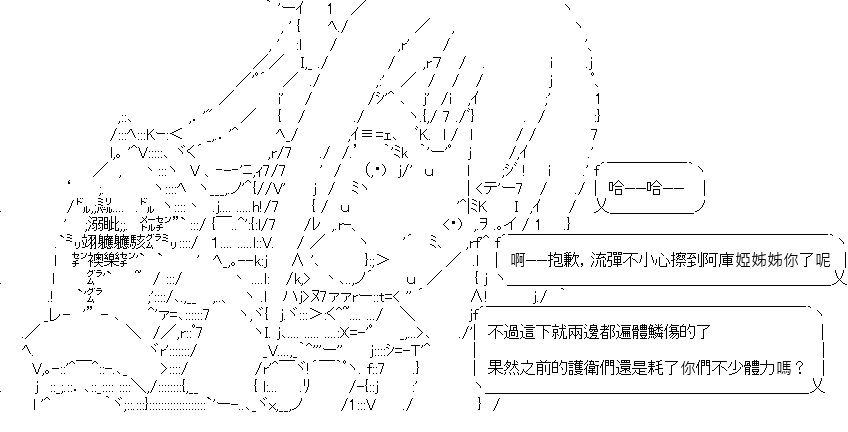 哈──哈──
啊──抱歉，流彈不小心擦到阿庫婭姊姊你了呢
不過這下就兩邊都遍體鱗傷的了
果然之前的護衛們還是耗了你們不少體力嗎？